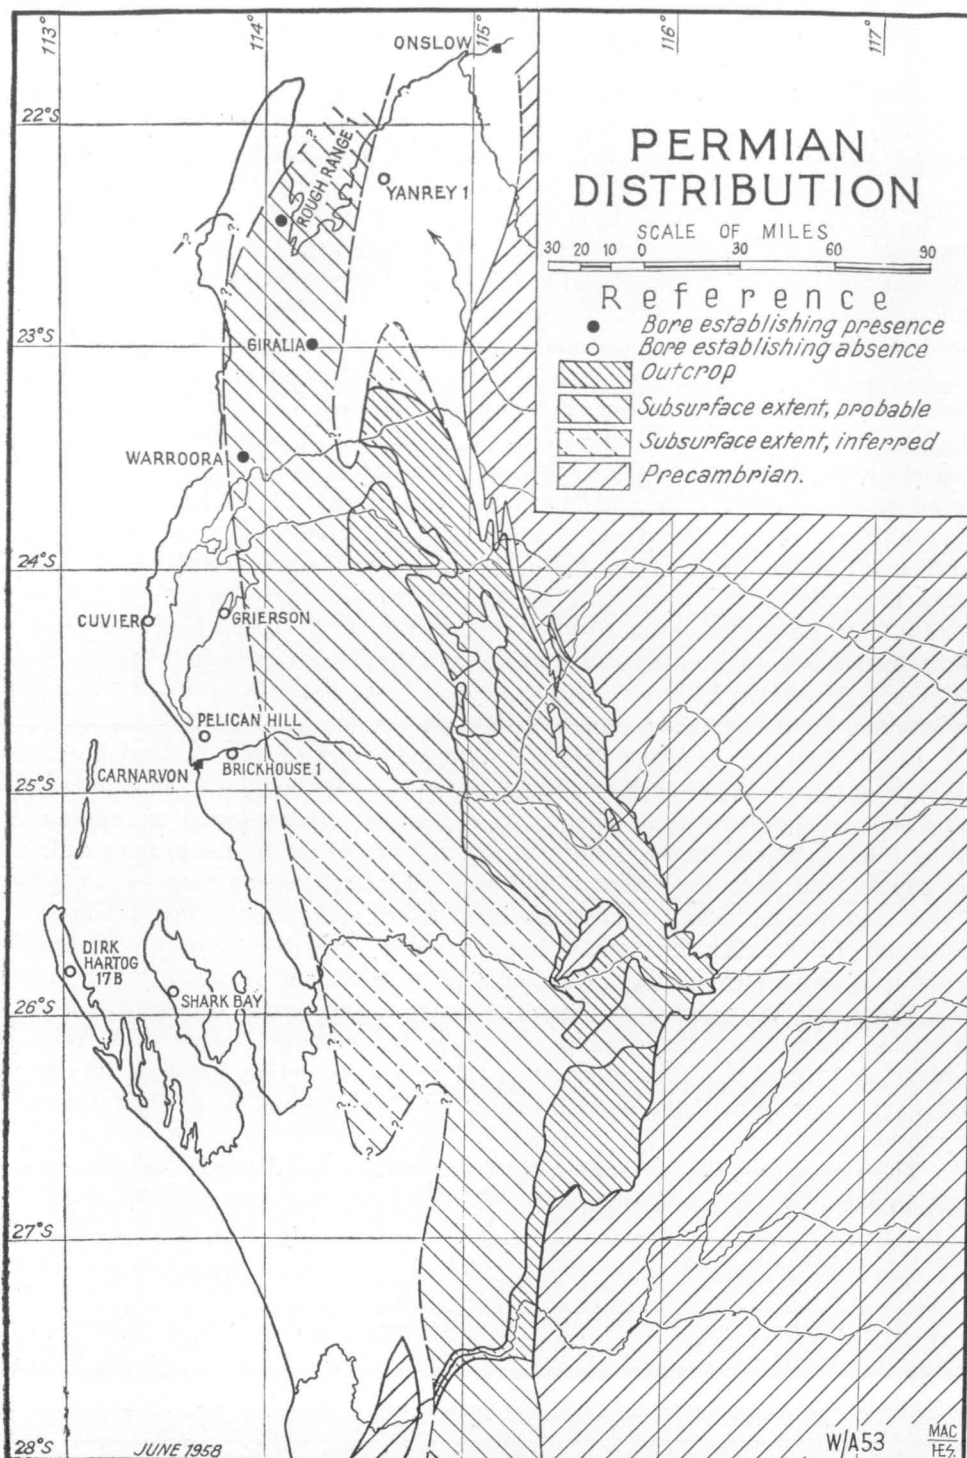 113°
114°
115°
116°
117°
ONSLOW
22°S
?
ROUGH RANGE 1
YANREY 1
PERMIAN
DISTRIBUTION
SCALE OF MILES
30 20 10 0 30 60 90
Reference
Bore establishing presence
Bore establishing absence
Outcrop
Subsurface extent, probable
Subsurface extent, inferred
Precambrian.
?
?
?
23°S
GIRALIA
?
WARROORA
24°S
CUVIER
GRIERSON
PELICAN HILL
CARNARVON
BRICKHOUSE 1
25°S
DIRK
HARTOG
17B
SHARK BAY
26°S
?
?
?
?
?
?
27°S
28°S
JUNE 1958
W/A53
MAC